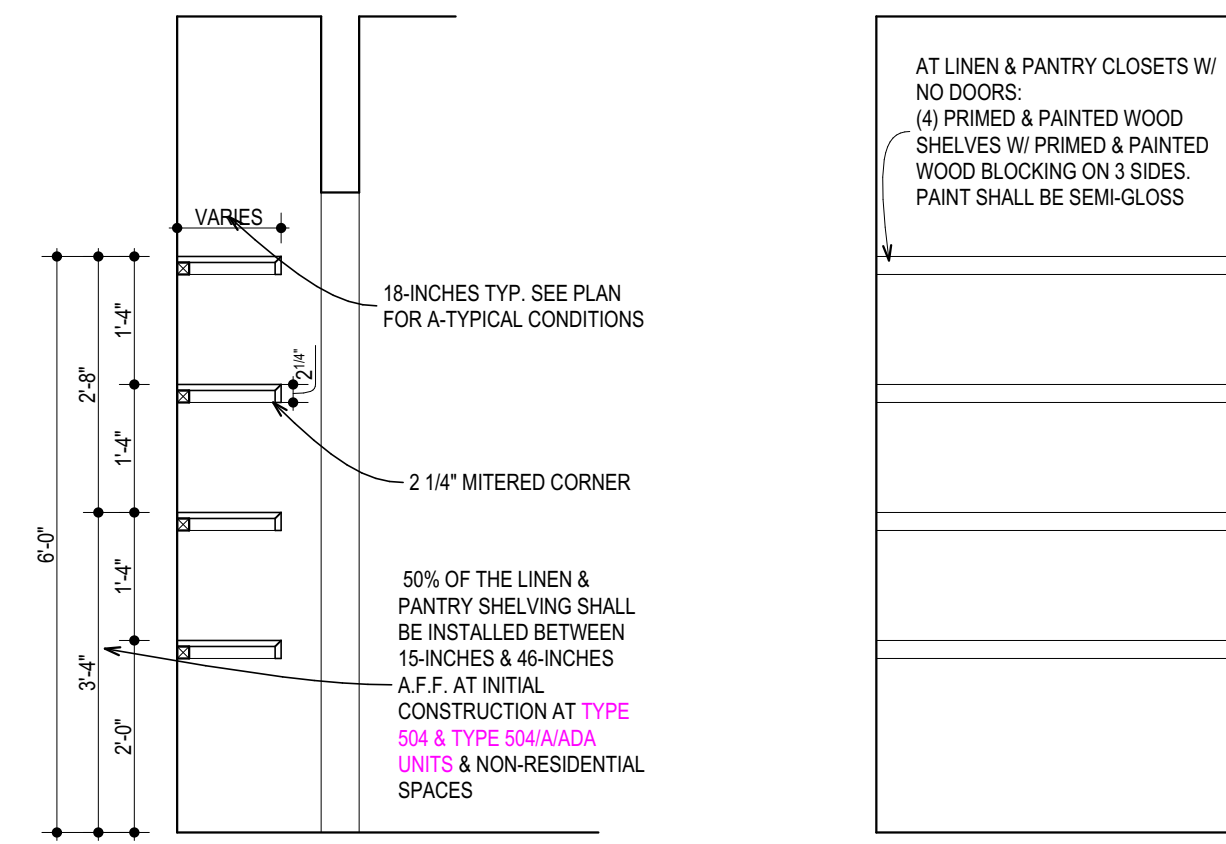 AT LINEN & PANTRY CLOSETS W/
NO DOORS:
(4) PRIMED & PAINTED WOOD
SHELVES W/ PRIMED & PAINTED
WOOD BLOCKING ON 3 SIDES.
PAINT SHALL BE SEMI-GLOSS
VARIES
18-INCHES TYP. SEE PLAN
FOR A-TYPICAL CONDITIONS
1'-4"
2'-8"
2 1/4"
1'-4"
2 1/4" MITERED CORNER
6'-0"
1'-4"
3'-4"
2'-0"
50% OF THE LINEN &
PANTRY SHELVING SHALL
BE INSTALLED BETWEEN
15-INCHES & 46-INCHES
A.F.F. AT INITIAL
CONSTRUCTION AT TYPE
504 & TYPE 504/A/ADA
UNITS & NON-RESIDENTIAL
SPACES